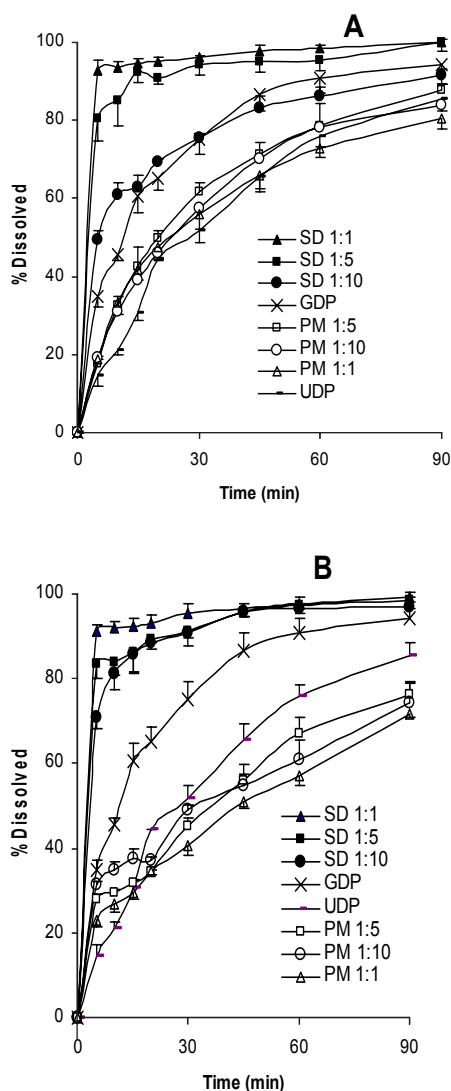 A
100
80
60
40
20
0
% Dissolved
SD 1:1
SD 1:5
SD 1:10
GDP
PM 1:5
PM 1:10
PM 1:1
UDP
0
30
60
90
Time (min)
B
100
80
60
40
20
0
% Dissolved
SD 1:1
SD 1:5
SD 1:10
GDP
UDP
PM 1:5
PM 1:10
PM 1:1
0
30
60
90
Time (min)